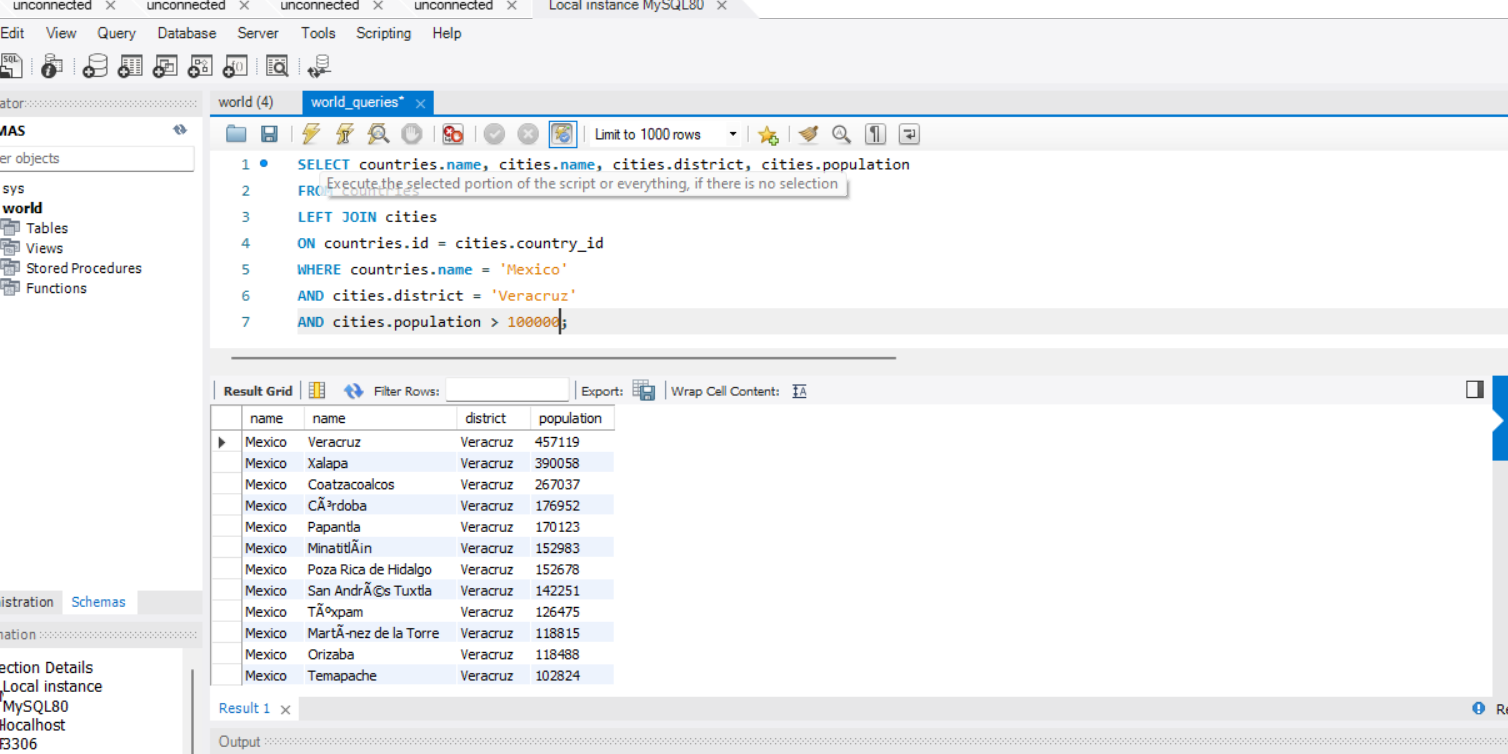 unconnected × unconnected × unconnected × unconnected × Local instance MySQL80 ×
Edit View Query Database Server Tools Scripting Help
ator
world (4) world_queries* ×
MAS
er objects
sys
world
Tables
Views
Stored Procedures
Functions
Limit to 1000 rows
1 SELECT countries.name, cities.name, cities.district, cities.population
Execute the selected portion of the script or everything, if there is no selection
2 FROM countries
3 LEFT JOIN cities
4 ON countries.id = cities.country_id
5 WHERE countries.name = 'Mexico'
6 AND cities.district = 'Veracruz'
7 AND cities.population > 100000;
Result Grid Filter Rows: Export: Wrap Cell Content:
name name district population
Mexico Veracruz Veracruz 457119
Mexico Xalapa Veracruz 390058
Mexico Coatzacoalcos Veracruz 267037
Mexico CÃ³rdoba Veracruz 176952
Mexico Papantla Veracruz 170123
Mexico MinatitlÃ¡n Veracruz 152983
Mexico Poza Rica de Hidalgo Veracruz 152678
Mexico San AndrÃ©s Tuxtla Veracruz 142251
Mexico TÃºxpam Veracruz 126475
Mexico MartÃ-nez de la Torre Veracruz 118815
Mexico Orizaba Veracruz 118488
Mexico Temapache Veracruz 102824
istration Schemas
mation
ection Details
Local instance
MySQL80
localhost
3306
Result 1 ×
Re
Output